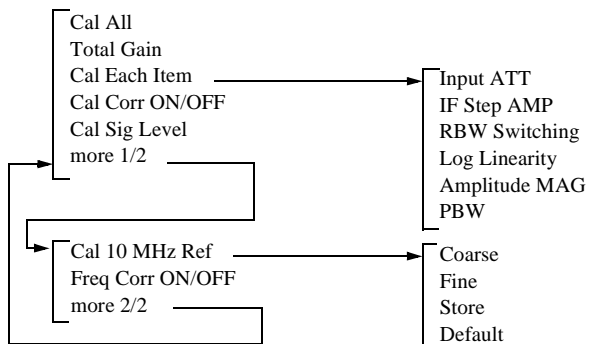 Cal All
Total Gain
Cal Each Item
Cal Corr ON/OFF
Cal Sig Level
more 1/2
Input ATT
IF Step AMP
RBW Switching
Log Linearity
Amplitude MAG
PBW
Cal 10 MHz Ref
Freq Corr ON/OFF
more 2/2
Coarse
Fine
Store
Default